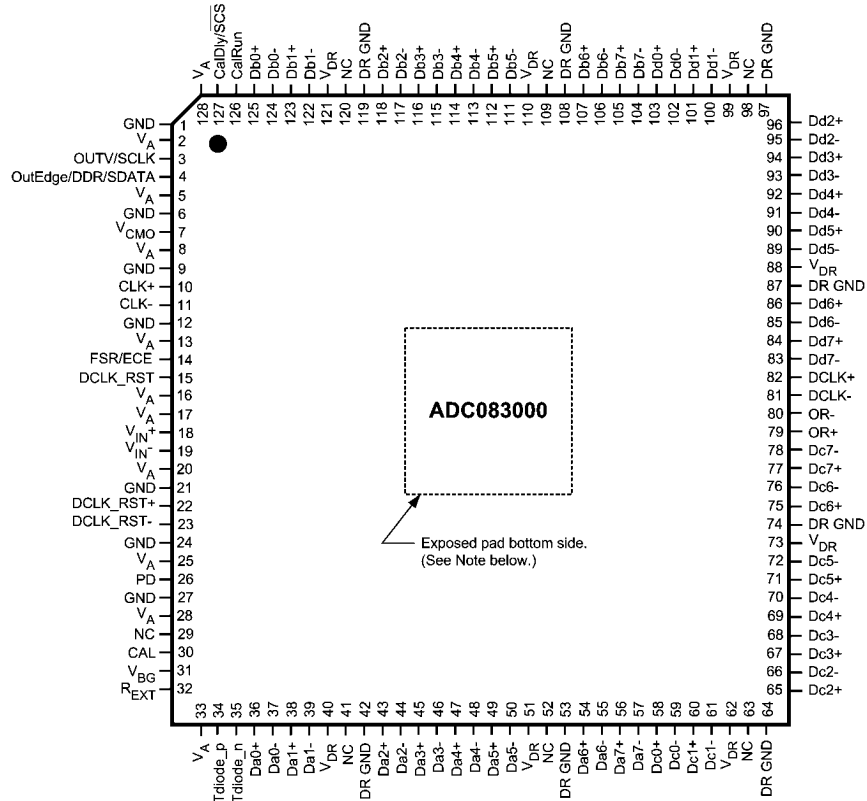 V_A
CalDly/SCS
CalRun
Db0+
Db0-
Db1+
Db1-
V_DR
NC
DR GND
Db2+
Db2-
Db3+
Db3-
Db4+
Db4-
Db5+
Db5-
V_DR
NC
DR GND
Db6+
Db6-
Db7+
Db7-
Dd0+
Dd0-
Dd1+
Dd1-
V_DR
NC
DR GND
128
127
126
125
124
123
122
121
120
119
118
117
116
115
114
113
112
111
110
109
108
107
106
105
104
103
102
101
100
99
98
97
GND 1
V_A 2
OUTV/SCLK 3
OutEdge/DDR/SDATA 4
V_A 5
GND 6
V_CMO 7
V_A 8
GND 9
CLK+ 10
CLK- 11
GND 12
V_A 13
FSR/ECE 14
DCLK_RST 15
V_A 16
V_A 17
V_IN+ 18
V_IN- 19
V_A 20
GND 21
DCLK_RST+ 22
DCLK_RST- 23
GND 24
V_A 25
PD 26
GND 27
V_A 28
NC 29
CAL 30
V_BG 31
R_EXT 32
ADC083000
Exposed pad bottom side.
(See Note below.)
96 Dd2+
95 Dd2-
94 Dd3+
93 Dd3-
92 Dd4+
91 Dd4-
90 Dd5+
89 Dd5-
88 V_DR
87 DR GND
86 Dd6+
85 Dd6-
84 Dd7+
83 Dd7-
82 DCLK+
81 DCLK-
80 OR-
79 OR+
78 Dc7-
77 Dc7+
76 Dc6-
75 Dc6+
74 DR GND
73 V_DR
72 Dc5-
71 Dc5+
70 Dc4-
69 Dc4+
68 Dc3-
67 Dc3+
66 Dc2-
65 Dc2+
33
34
35
36
37
38
39
40
41
42
43
44
45
46
47
48
49
50
51
52
53
54
55
56
57
58
59
60
61
62
63
64
V_A
Tdiode_p
Tdiode_n
Da0+
Da0-
Da1+
Da1-
V_DR
NC
DR GND
Da2+
Da2-
Da3+
Da3-
Da4+
Da4-
Da5+
Da5-
V_DR
NC
DR GND
Da6+
Da6-
Da7+
Da7-
Dc0+
Dc0-
Dc1+
Dc1-
V_DR
NC
DR GND